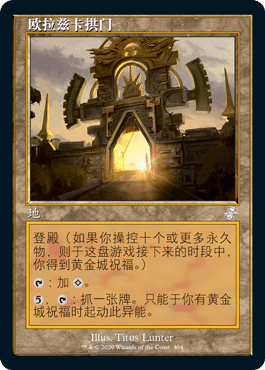 欧拉兹卡拱门
地
登殿（如果你操控十个或更多永久
物，则于这盘游戏接下来的时段中，
你得到黄金城祝福。）
：加。
5，：抓一张牌。只能于你有黄金
城祝福时起动此异能。
Illus. Titus Lunter
™ & © 2020 Wizards of the Coast 404